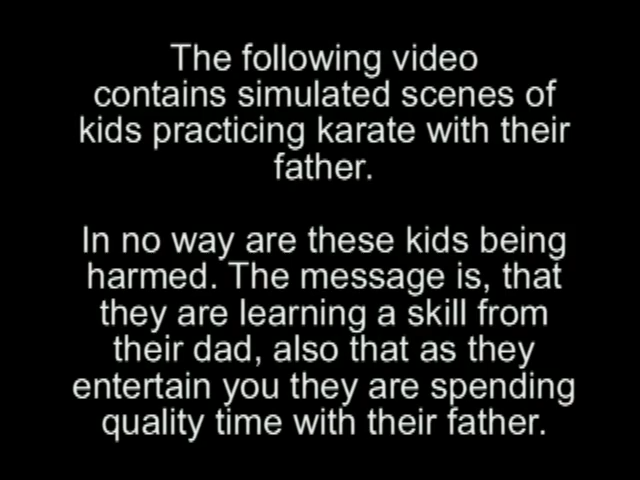 The following video
contains simulated scenes of
kids practicing karate with their
father.
In no way are these kids being
harmed. The message is, that
they are learning a skill from
their dad, also that as they
entertain you they are spending
quality time with their father.